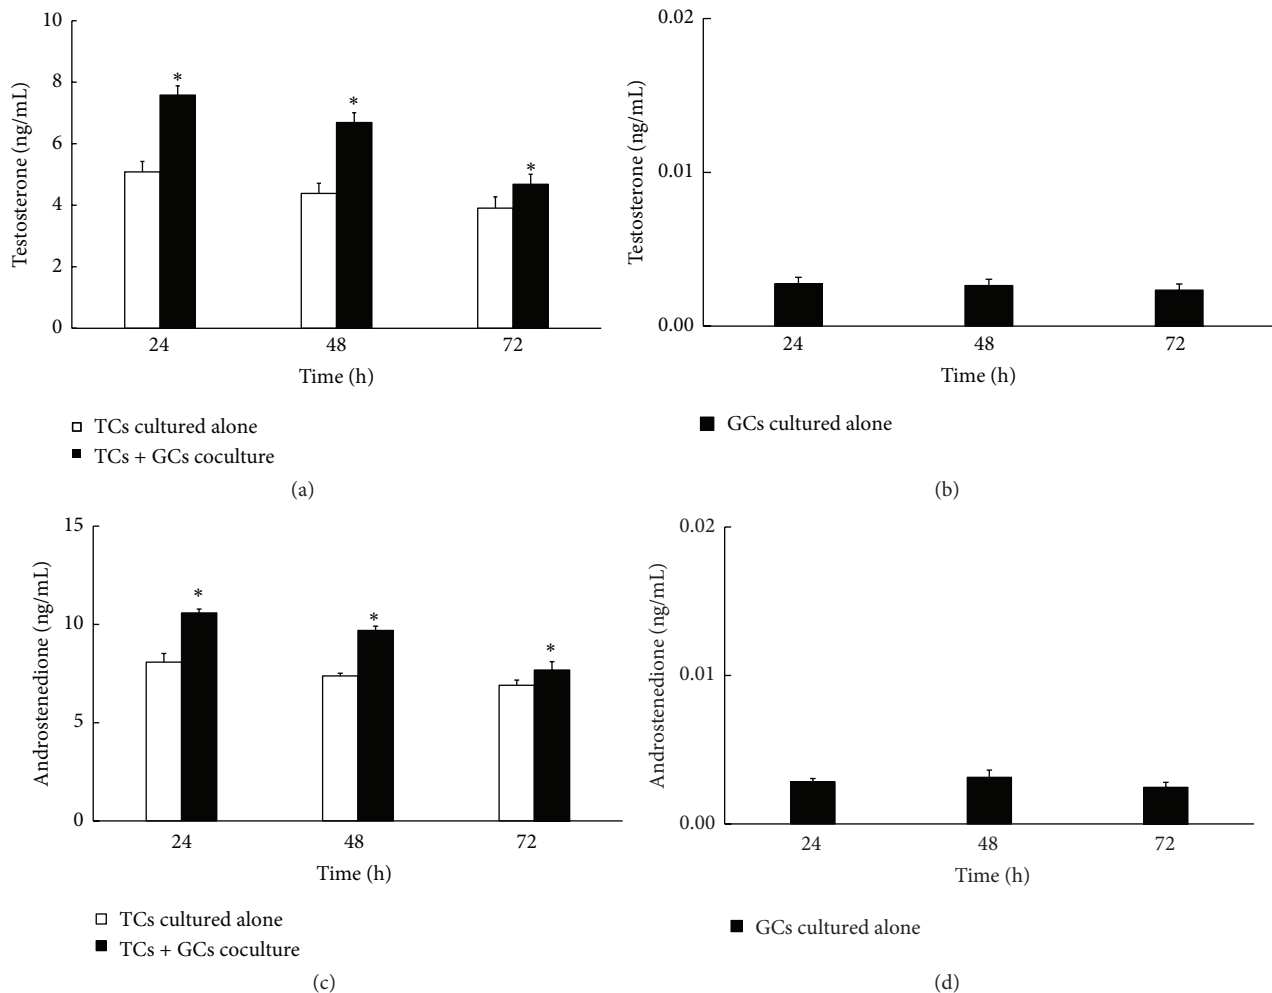 10
8
6
4
2
0
Testosterone (ng/mL)
*
*
*
24 48 72
Time (h)
TCs cultured alone
TCs + GCs coculture
(a)
0.02
0.01
0.00
Testosterone (ng/mL)
24 48 72
Time (h)
GCs cultured alone
(b)
15
10
5
0
Androstenedione (ng/mL)
*
*
*
24 48 72
Time (h)
TCs cultured alone
TCs + GCs coculture
(c)
0.02
0.01
0.00
Androstenedione (ng/mL)
24 48 72
Time (h)
GCs cultured alone
(d)